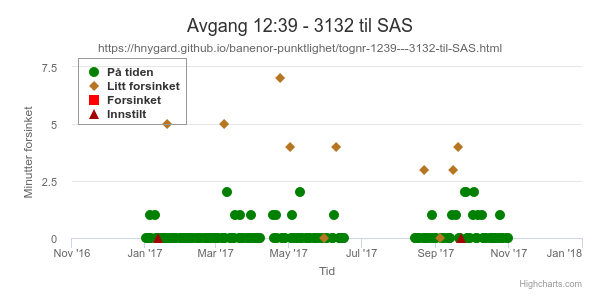 Avgang 12:39 - 3132 til SAS
https://hnygard.github.io/banenor-punktlighet/tognr-1239---3132-til-SAS.html
På tiden
Litt forsinket
Forsinket
Innstilt
Minutter forsinket
7.5
5
2.5
0
Nov '16 Jan '17 Mar '17 May '17 Jul '17 Sep '17 Nov '17 Jan '18
Tid
Highcharts.com